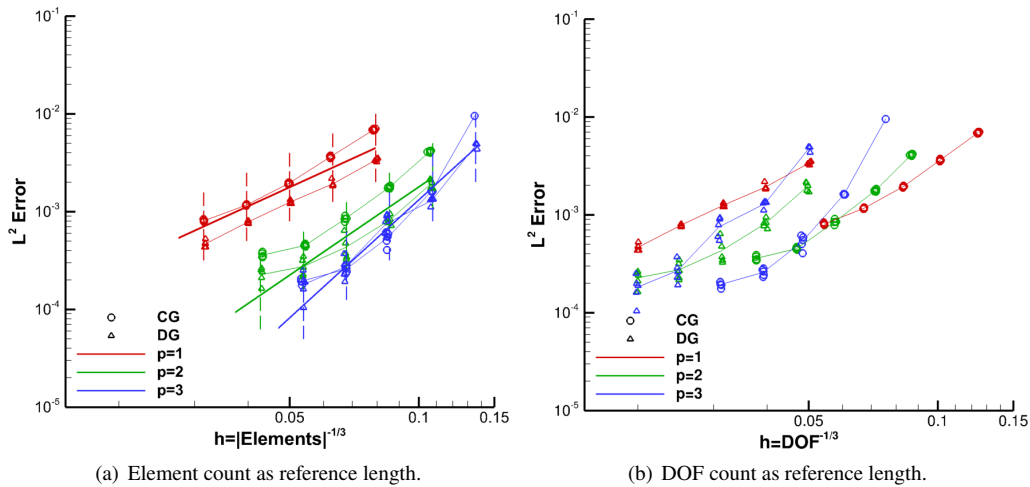 10^-1
10^-2
10^-3
10^-4
10^-5
L^2 Error
CG
DG
p=1
p=2
p=3
0.05
0.1
0.15
h=|Elements|^-1/3
(a) Element count as reference length.
10^-1
10^-2
10^-3
10^-4
10^-5
L^2 Error
CG
DG
p=1
p=2
p=3
0.05
0.1
0.15
h=DOF^-1/3
(b) DOF count as reference length.